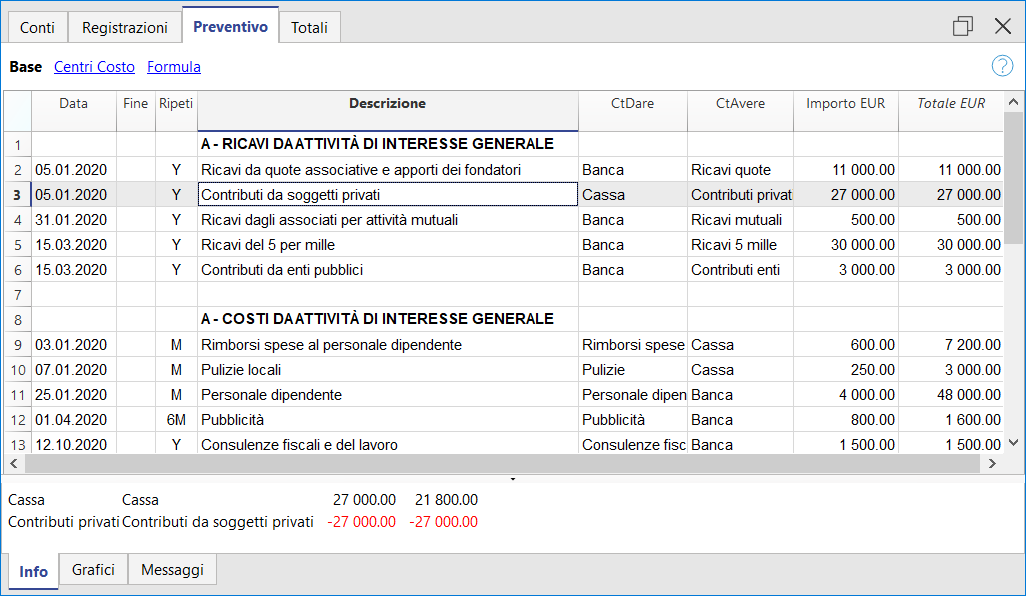 Conti Registrazioni Preventivo Totali
Base Centri Costo Formula ?
Data Fine Ripeti Descrizione CtDare CtAvere Importo EUR Totale EUR
1 A - RICAVI DA ATTIVITÀ DI INTERESSE GENERALE
2 05.01.2020 Y Ricavi da quote associative e apporti dei fondatori Banca Ricavi quote 11 000.00 11 000.00
3 05.01.2020 Y Contributi da soggetti privati Cassa Contributi privati 27 000.00 27 000.00
4 31.01.2020 Y Ricavi dagli associati per attività mutuali Banca Ricavi mutuali 500.00 500.00
5 15.03.2020 Y Ricavi del 5 per mille Banca Ricavi 5 mille 30 000.00 30 000.00
6 15.03.2020 Y Contributi da enti pubblici Banca Contributi enti 3 000.00 3 000.00
7
8 A - COSTI DA ATTIVITÀ DI INTERESSE GENERALE
9 03.01.2020 M Rimborsi spese al personale dipendente Rimborsi spese Cassa 600.00 7 200.00
10 07.01.2020 M Pulizie locali Pulizie Cassa 250.00 3 000.00
11 25.01.2020 M Personale dipendente Personale dipen Banca 4 000.00 48 000.00
12 01.04.2020 6M Pubblicità Pubblicità Banca 800.00 1 600.00
13 12.10.2020 Y Consulenze fiscali e del lavoro Consulenze fisc Banca 1 500.00 1 500.00
Cassa Cassa 27 000.00 21 800.00
Contributi privati Contributi da soggetti privati -27 000.00 -27 000.00
Info Grafici Messaggi